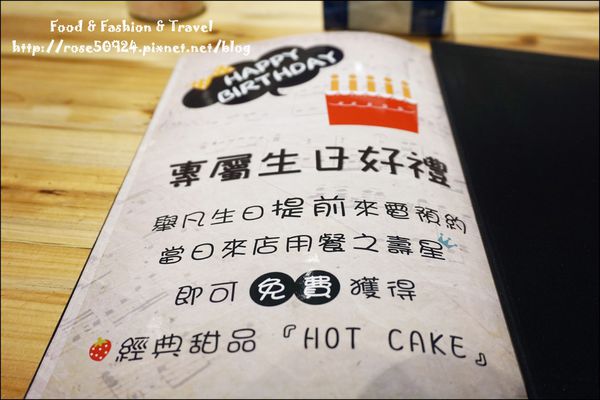 Food & Fashion & Travel
http://rose50924.pixnet.net/blog
HAPPY
BIRTHDAY
專屬生日好禮
舉凡生日提前來電預約
當日來店用餐之壽星
即可免費獲得
經典甜品『HOT CAKE』